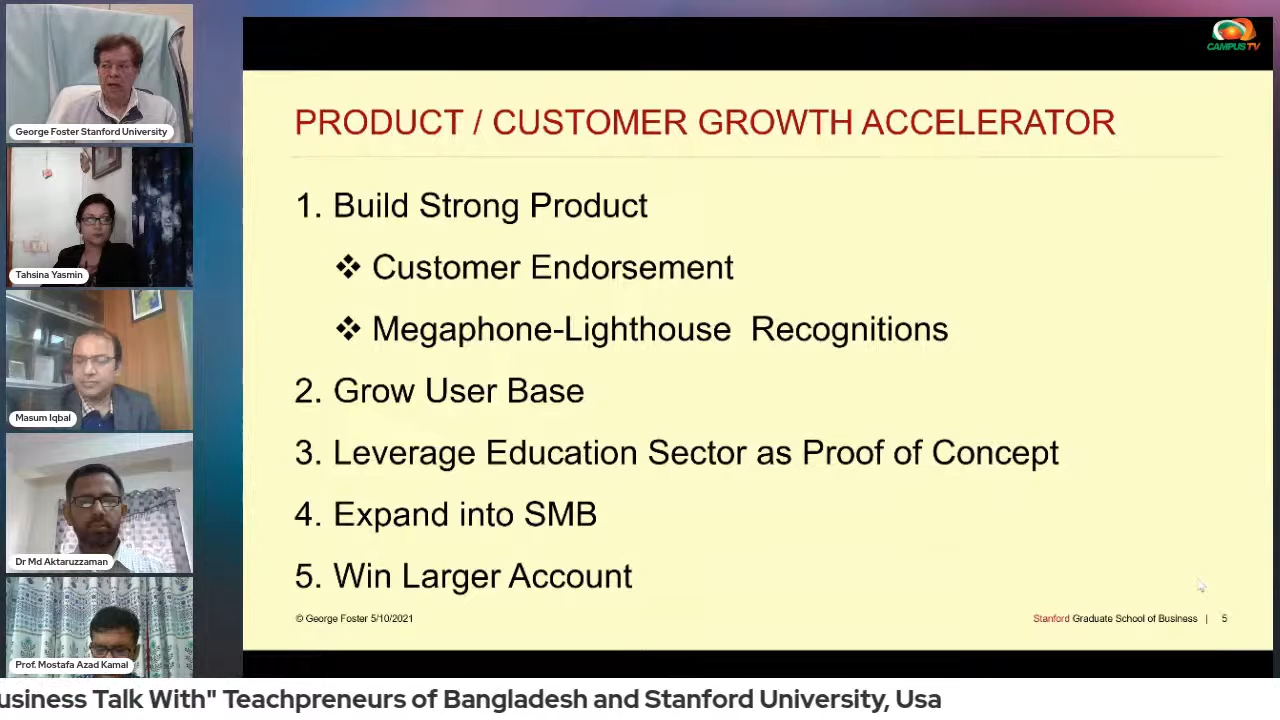 CAMPUS TV
George Foster Stanford University
Tahsina Yasmin
Masum Iqbal
Dr Md Aktaruzzaman
Prof. Mostafa Azad Kamal
PRODUCT / CUSTOMER GROWTH ACCELERATOR
1. Build Strong Product
❖ Customer Endorsement
❖ Megaphone-Lighthouse Recognitions
2. Grow User Base
3. Leverage Education Sector as Proof of Concept
4. Expand into SMB
5. Win Larger Account
© George Foster 5/10/2021
Stanford Graduate School of Business | 5
usiness Talk With" Teachpreneurs of Bangladesh and Stanford University, Usa